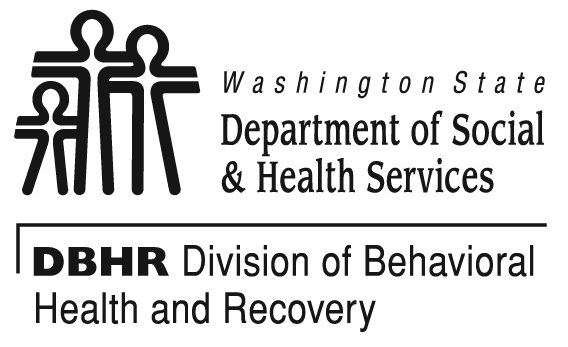 Washington State
Department of Social
& Health Services
DBHR Division of Behavioral
Health and Recovery